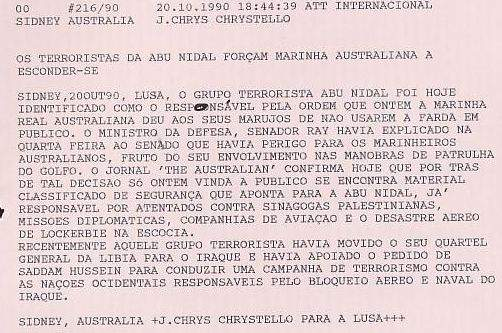 00 #216/90 20.10.1990 18:44:39 ATT INTERNACIONAL
SIDNEY AUSTRALIA J.CHRYS CHRYSTELLO
OS TERRORISTAS DA ABU NIDAL FORÇAM MARINHA AUSTRALIANA A
ESCONDER-SE
SIDNEY,20OUT90, LUSA, O GRUPO TERRORISTA ABU NIDAL FOI HOJE
IDENTIFICADO COMO O RESPONSÁVEL PELA ORDEM QUE ONTEM A MARINHA
REAL AUSTRALIANA DEU AOS SEUS MARUJOS DE NAO USAREM A FARDA EM
PUBLICO. O MINISTRO DA DEFESA, SENADOR RAY HAVIA EXPLICADO NA
QUARTA FEIRA AO SENADO QUE HAVIA PERIGO PARA OS MARINHEIROS
AUSTRALIANOS, FRUTO DO SEU ENVOLVIMENTO NAS MANOBRAS DE PATRULHA
DO GOLFO. O JORNAL 'THE AUSTRALIAN' CONFIRMA HOJE QUE POR TRAS
DE TAL DECISAO SÓ ONTEM VINDA A PUBLICO SE ENCONTRA MATERIAL
CLASSIFICADO DE SEGURANÇA QUE APONTA PARA A ABU NIDAL, JA'
RESPONSAVEL POR ATENTADOS CONTRA SINAGOGAS PALESTINIANAS,
MISSOES DIPLOMATICAS, COMPANHIAS DE AVIAÇAO E O DESASTRE AEREO
DE LOCKERBIE NA ESCOCIA.
RECENTEMENTE AQUELE GRUPO TERRORISTA HAVIA MOVIDO O SEU QUARTEL
GENERAL DA LIBIA PARA O IRAQUE E HAVIA APOIADO O PEDIDO DE
SADDAM HUSSEIN PARA CONDUZIR UMA CAMPANHA DE TERRORISMO CONTRA
AS NAÇOES OCIDENTAIS RESPONSAVEIS PELO BLOQUEIO AEREO E NAVAL DO
IRAQUE.
SIDNEY, AUSTRALIA +J.CHRYS CHRYSTELLO PARA A LUSA+++